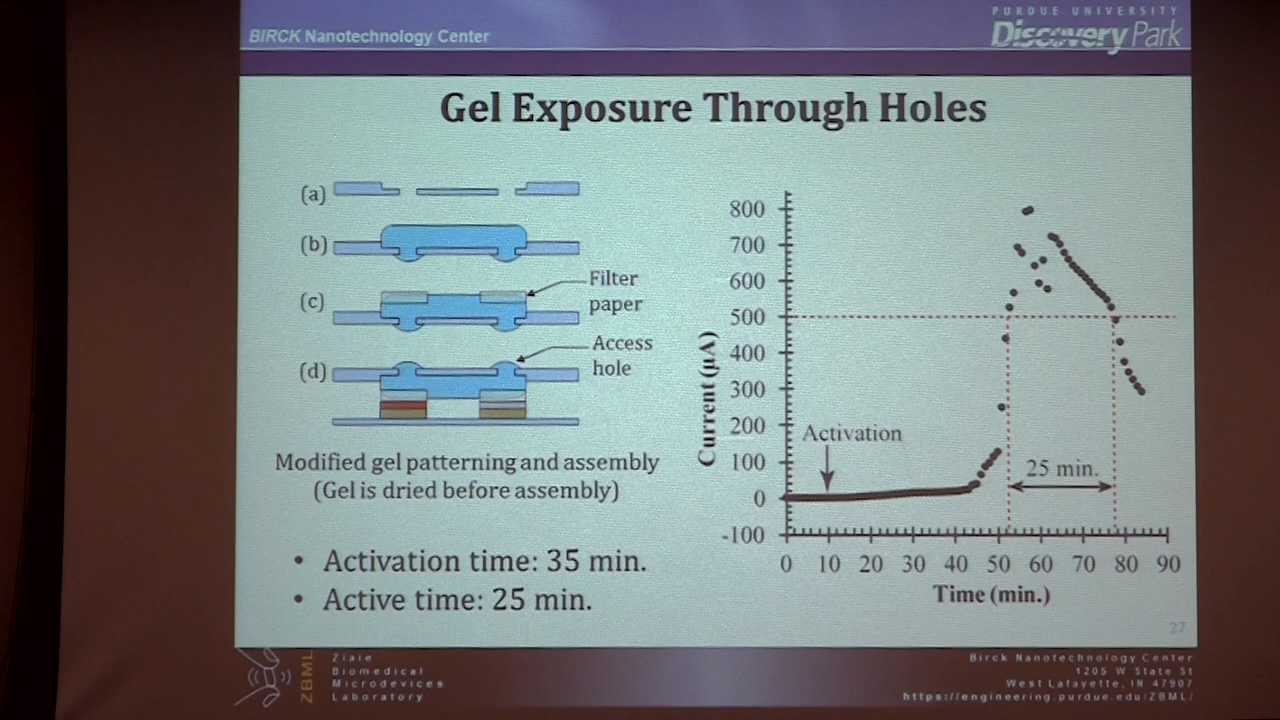 BIRCK Nanotechnology Center
PURDUE UNIVERSITY
Discovery Park
Gel Exposure Through Holes
(a)
(b)
(c)
Filter
paper
(d)
Access
hole
Modified gel patterning and assembly
(Gel is dried before assembly)
• Activation time: 35 min.
• Active time: 25 min.
Current (µA)
800
700
600
500
400
300
200
100
0
-100
Activation
25 min.
0 10 20 30 40 50 60 70 80 90
Time (min.)
27
ZBML
Ziaie
Biomedical
Microdevices
Laboratory
Birck Nanotechnology Center
1205 W State St
West Lafayette, IN 47907
https://engineering.purdue.edu/ZBML/